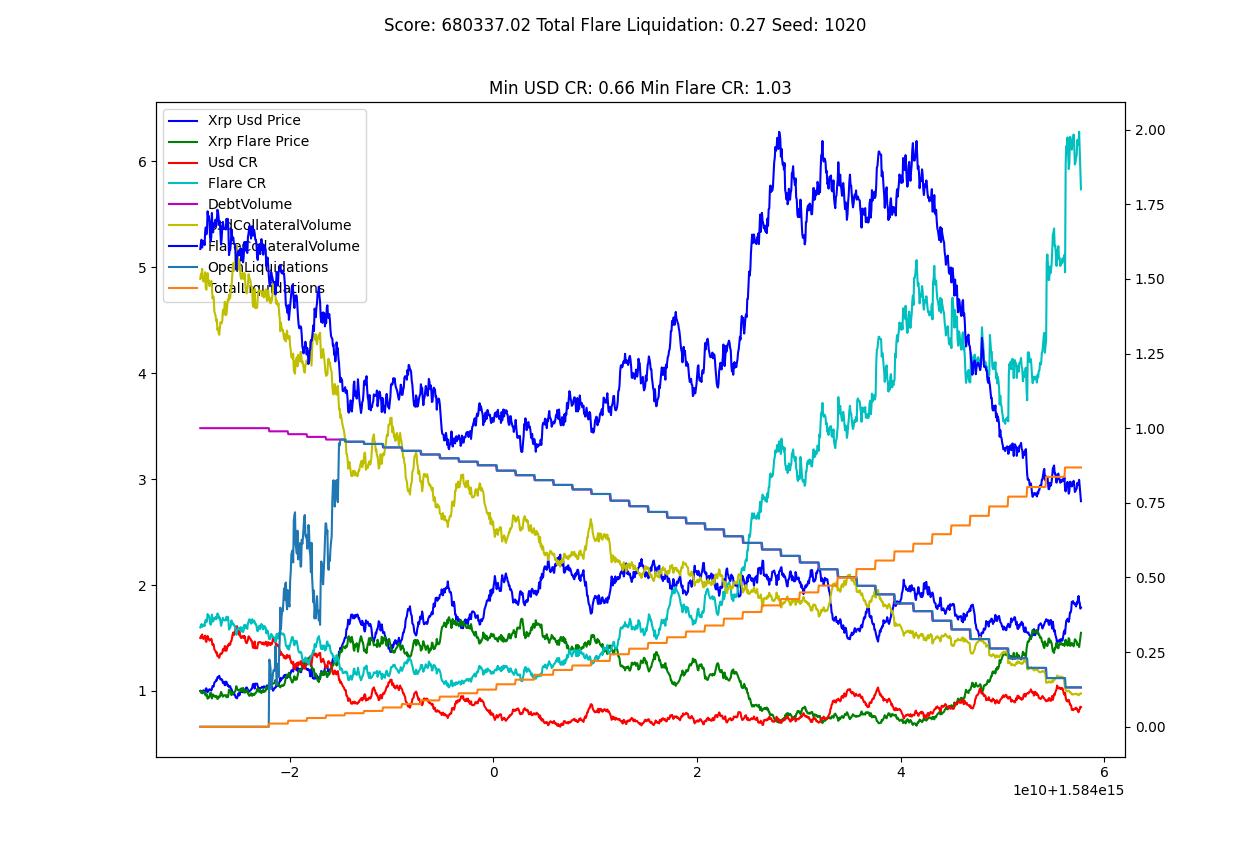 Score: 680337.02 Total Flare Liquidation: 0.27 Seed: 1020
Min USD CR: 0.66 Min Flare CR: 1.03
Xrp Usd Price
Xrp Flare Price
Usd CR
Flare CR
DebtVolume
UsdCollateralVolume
FlareCollateralVolume
OpenLiquidations
TotalLiquidations
6
5
4
3
2
1
2.00
1.75
1.50
1.25
1.00
0.75
0.50
0.25
0.00
−2
0
2
4
6
1e10+1.584e15